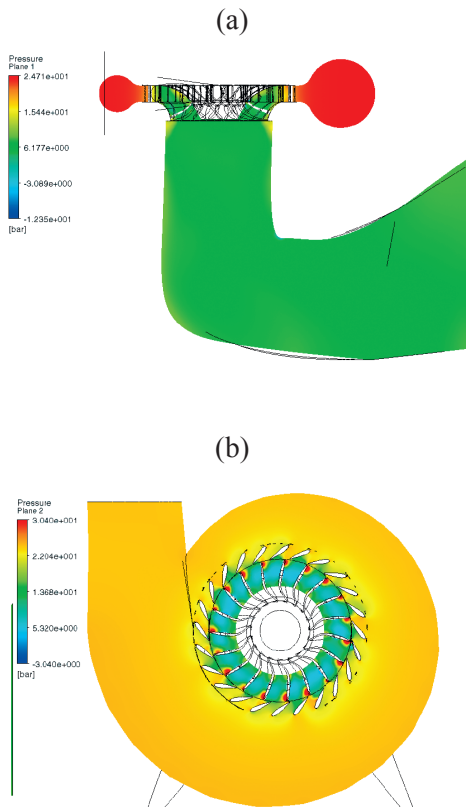 (a)
Pressure
Plane 1
2.471e+001
1.544e+001
6.177e+000
-3.089e+000
-1.235e+001
[bar]
(b)
Pressure
Plane 2
3.040e+001
2.204e+001
1.368e+001
5.320e+000
-3.040e+000
[bar]